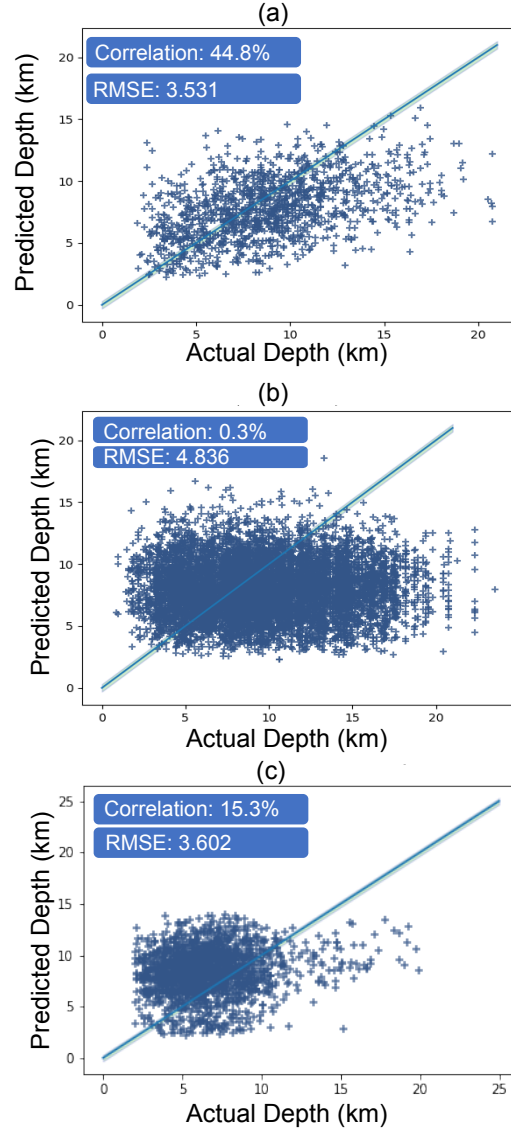 (a)
Correlation: 44.8%
RMSE: 3.531
Predicted Depth (km)
20
15
10
5
0
0 5 10 15 20
Actual Depth (km)
(b)
Correlation: 0.3%
RMSE: 4.836
Predicted Depth (km)
20
15
10
5
0
0 5 10 15 20
Actual Depth (km)
(c)
Correlation: 15.3%
RMSE: 3.602
Predicted Depth (km)
25
20
15
10
5
0
0 5 10 15 20 25
Actual Depth (km)